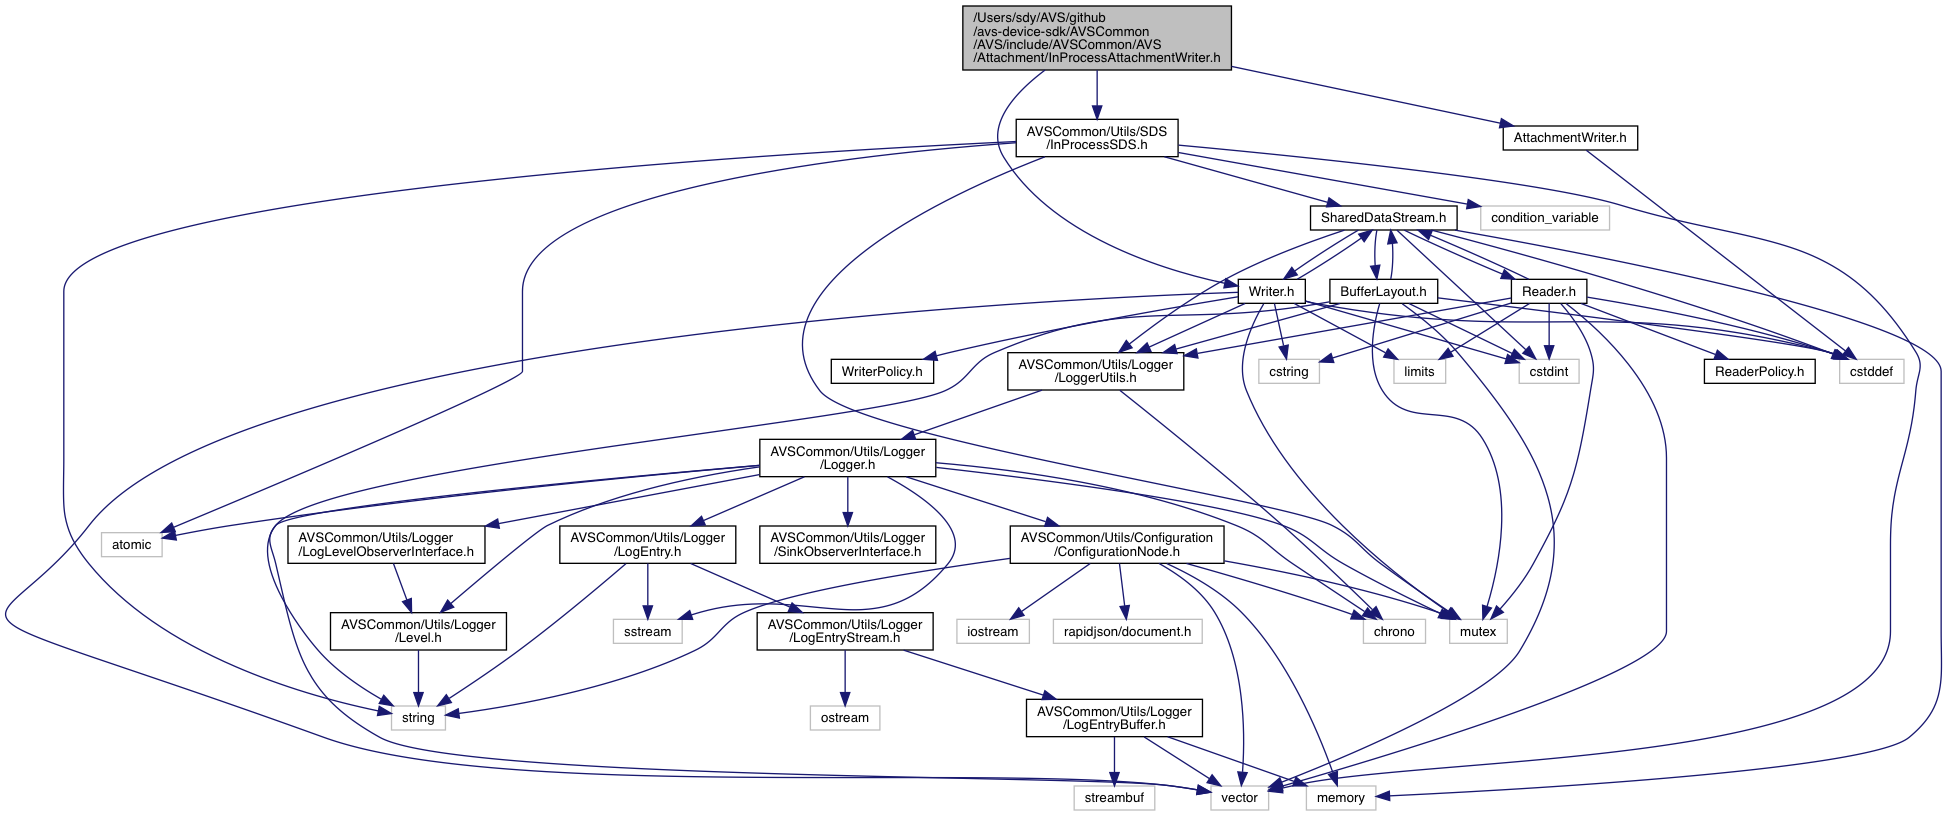 /Users/sdy/AVS/github
/avs-device-sdk/AVSCommon
/AVS/include/AVSCommon/AVS
/Attachment/InProcessAttachmentWriter.h
AVSCommon/Utils/SDS
/InProcessSDS.h
AttachmentWriter.h
SharedDataStream.h
condition_variable
Writer.h
BufferLayout.h
Reader.h
WriterPolicy.h
AVSCommon/Utils/Logger
/LoggerUtils.h
cstring
limits
cstdint
ReaderPolicy.h
cstddef
AVSCommon/Utils/Logger
/Logger.h
atomic
AVSCommon/Utils/Logger
/LogLevelObserverInterface.h
AVSCommon/Utils/Logger
/LogEntry.h
AVSCommon/Utils/Logger
/SinkObserverInterface.h
AVSCommon/Utils/Configuration
/ConfigurationNode.h
AVSCommon/Utils/Logger
/Level.h
sstream
AVSCommon/Utils/Logger
/LogEntryStream.h
iostream
rapidjson/document.h
chrono
mutex
string
ostream
AVSCommon/Utils/Logger
/LogEntryBuffer.h
streambuf
vector
memory